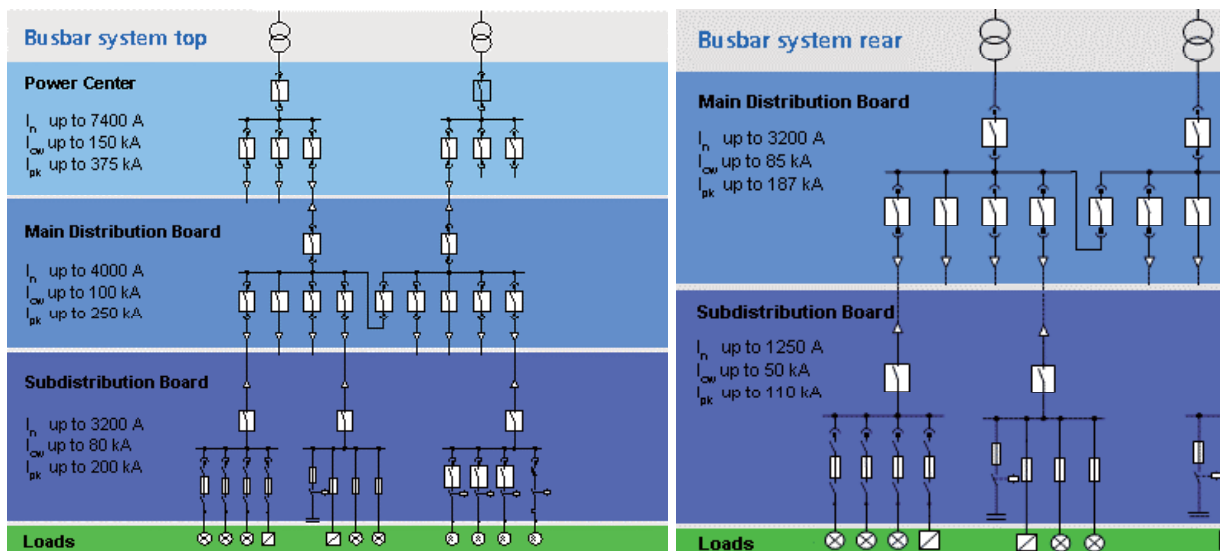 Busbar system top
Power Center
In up to 7400 A
Icw up to 150 kA
Ipk up to 375 kA
Main Distribution Board
In up to 4000 A
Icw up to 100 kA
Ipk up to 250 kA
Subdistribution Board
In up to 3200 A
Icw up to 80 kA
Ipk up to 200 kA
Loads
Busbar system rear
Main Distribution Board
In up to 3200 A
Icw up to 85 kA
Ipk up to 187 kA
Subdistribution Board
In up to 1250 A
Icw up to 50 kA
Ipk up to 110 kA
Loads